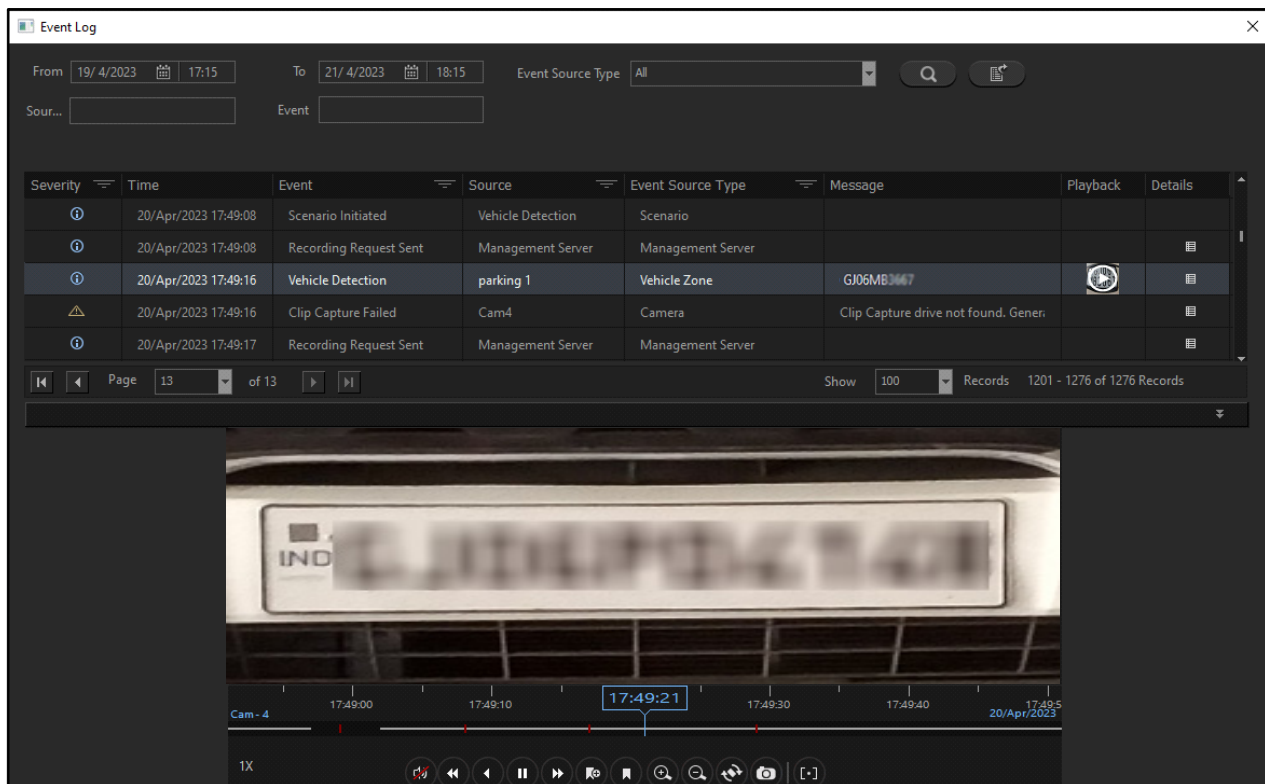 Event Log
From 19/ 4/2023 17:15 To 21/ 4/2023 18:15 Event Source Type All
Sour... Event
Severity Time Event Source Event Source Type Message Playback Details
20/Apr/2023 17:49:08 Scenario Initiated Vehicle Detection Scenario
20/Apr/2023 17:49:08 Recording Request Sent Management Server Management Server
20/Apr/2023 17:49:16 Vehicle Detection parking 1 Vehicle Zone
20/Apr/2023 17:49:16 Clip Capture Failed Cam4 Camera Clip Capture drive not found. Gener
20/Apr/2023 17:49:17 Recording Request Sent Management Server Management Server
Page 13 of 13 Show 100 Records 1201 - 1276 of 1276 Records
IND
17:49:21
17:49:00 17:49:10 17:49:30 17:49:40 17:49:5
Cam - 4 20/Apr/2023
1X